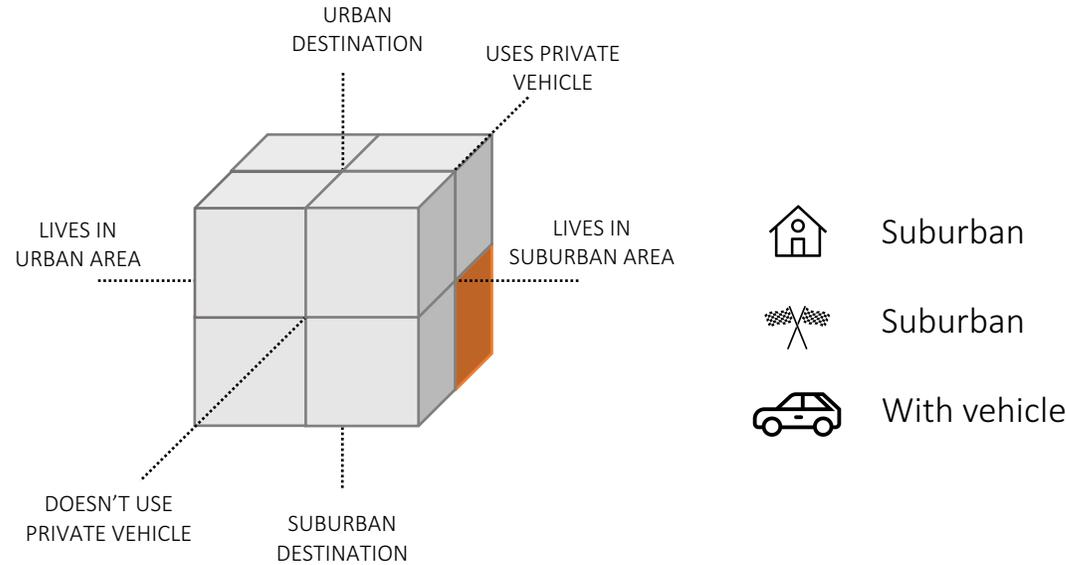 URBAN
DESTINATION
USES PRIVATE
VEHICLE
LIVES IN
URBAN AREA
LIVES IN
SUBURBAN AREA
Suburban
Suburban
With vehicle
DOESN’T USE
PRIVATE VEHICLE
SUBURBAN
DESTINATION